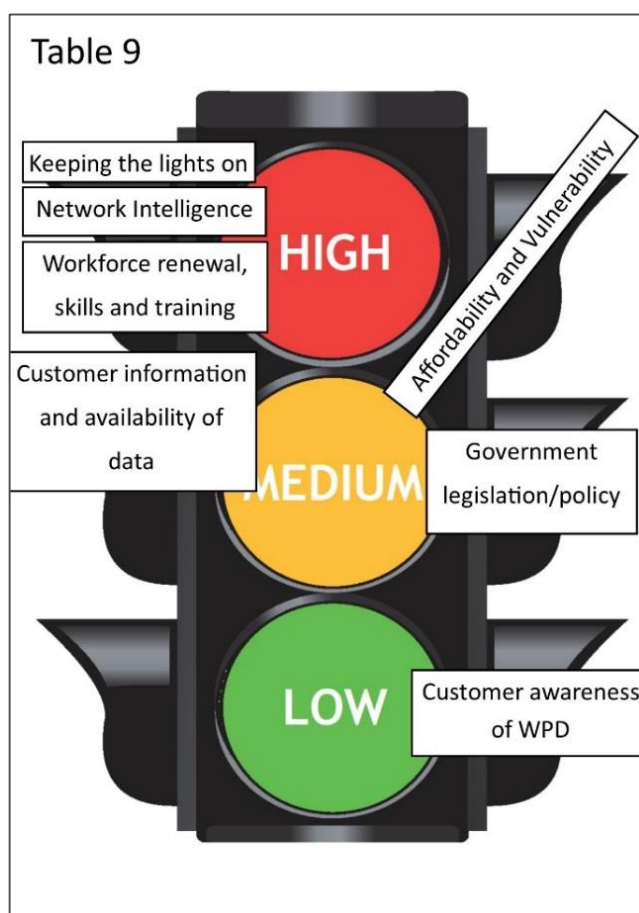 Table 9
Keeping the lights on
Network Intelligence
Workforce renewal,
skills and training
HIGH
Affordability and Vulnerability
Customer information
and availability of
data
MEDIUM
Government
legislation/policy
LOW
Customer awareness
of WPD